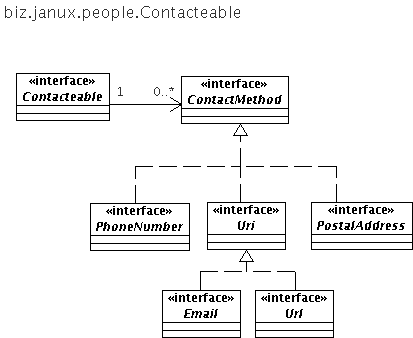 biz.janux.people.Contacteable
«interface»
Contacteable
1
0..*
«interface»
ContactMethod
«interface»
PhoneNumber
«interface»
Uri
«interface»
PostalAddress
«interface»
Email
«interface»
Url